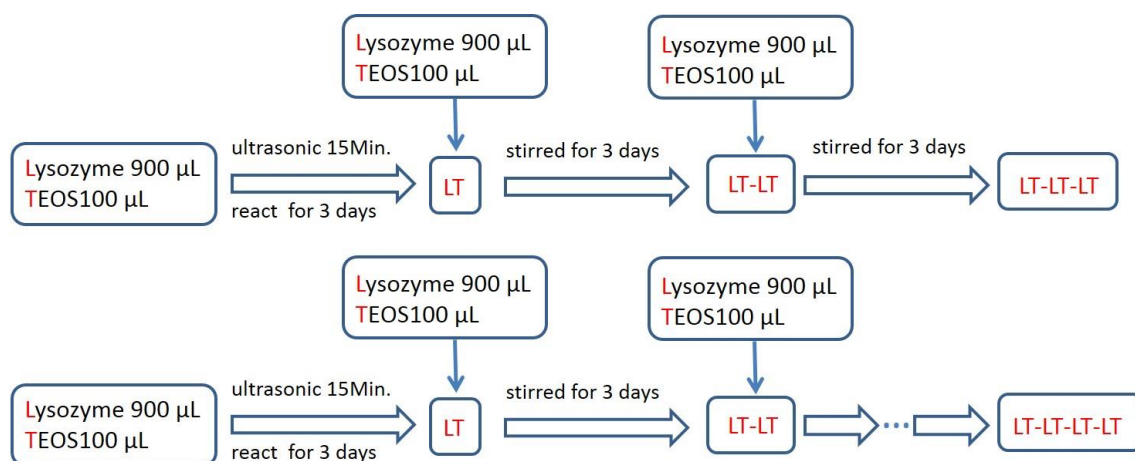 Lysozyme 900 µL
TEOS100 µL
Lysozyme 900 µL
TEOS100 µL
Lysozyme 900 µL
TEOS100 µL
ultrasonic 15Min.
react for 3 days
LT
stirred for 3 days
LT-LT
stirred for 3 days
LT-LT-LT
Lysozyme 900 µL
TEOS100 µL
Lysozyme 900 µL
TEOS100 µL
Lysozyme 900 µL
TEOS100 µL
ultrasonic 15Min.
react for 3 days
LT
stirred for 3 days
LT-LT
...
LT-LT-LT-LT